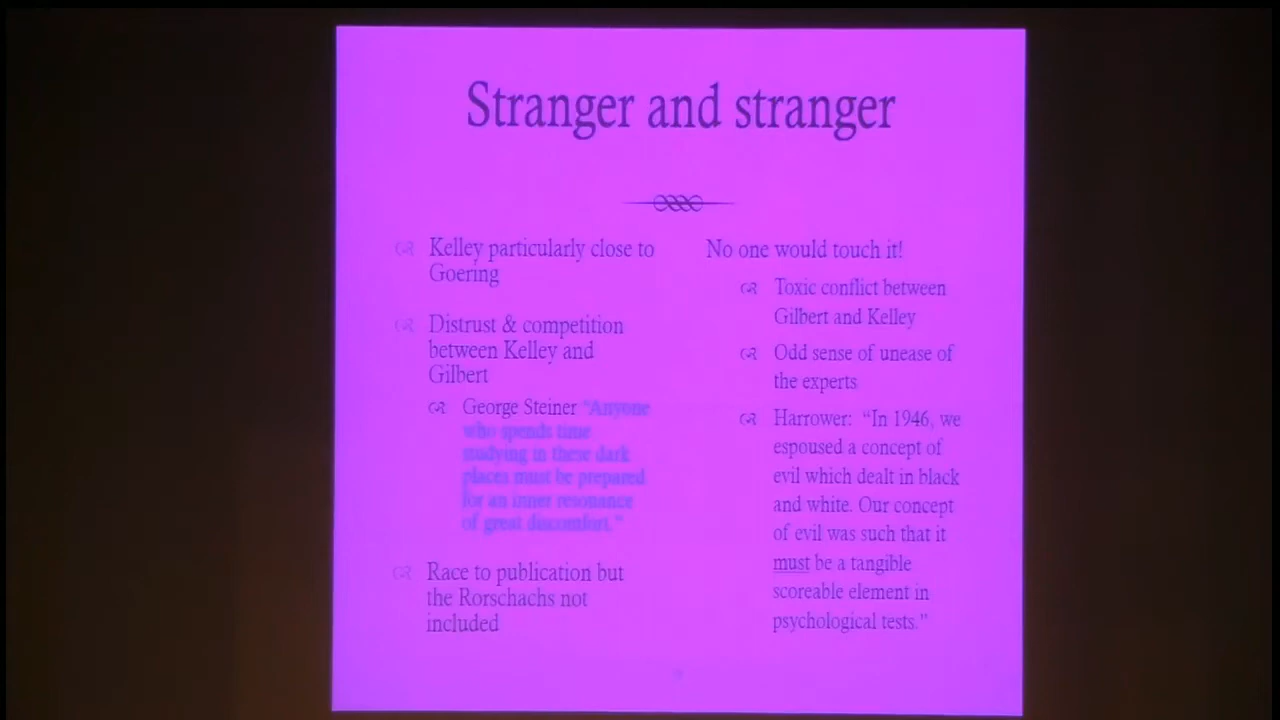 Stranger and stranger
Kelley particularly close to
Goering
Distrust & competition
between Kelley and
Gilbert
George Steiner "Anyone
who spends time
studying in these dark
places must be prepared
for an inner resonance
of great discomfort."
Race to publication but
the Rorschachs not
included
No one would touch it!
Toxic conflict between
Gilbert and Kelley
Odd sense of unease of
the experts
Harrower: "In 1946, we
espoused a concept of
evil which dealt in black
and white. Our concept
of evil was such that it
must be a tangible
scoreable element in
psychological tests."